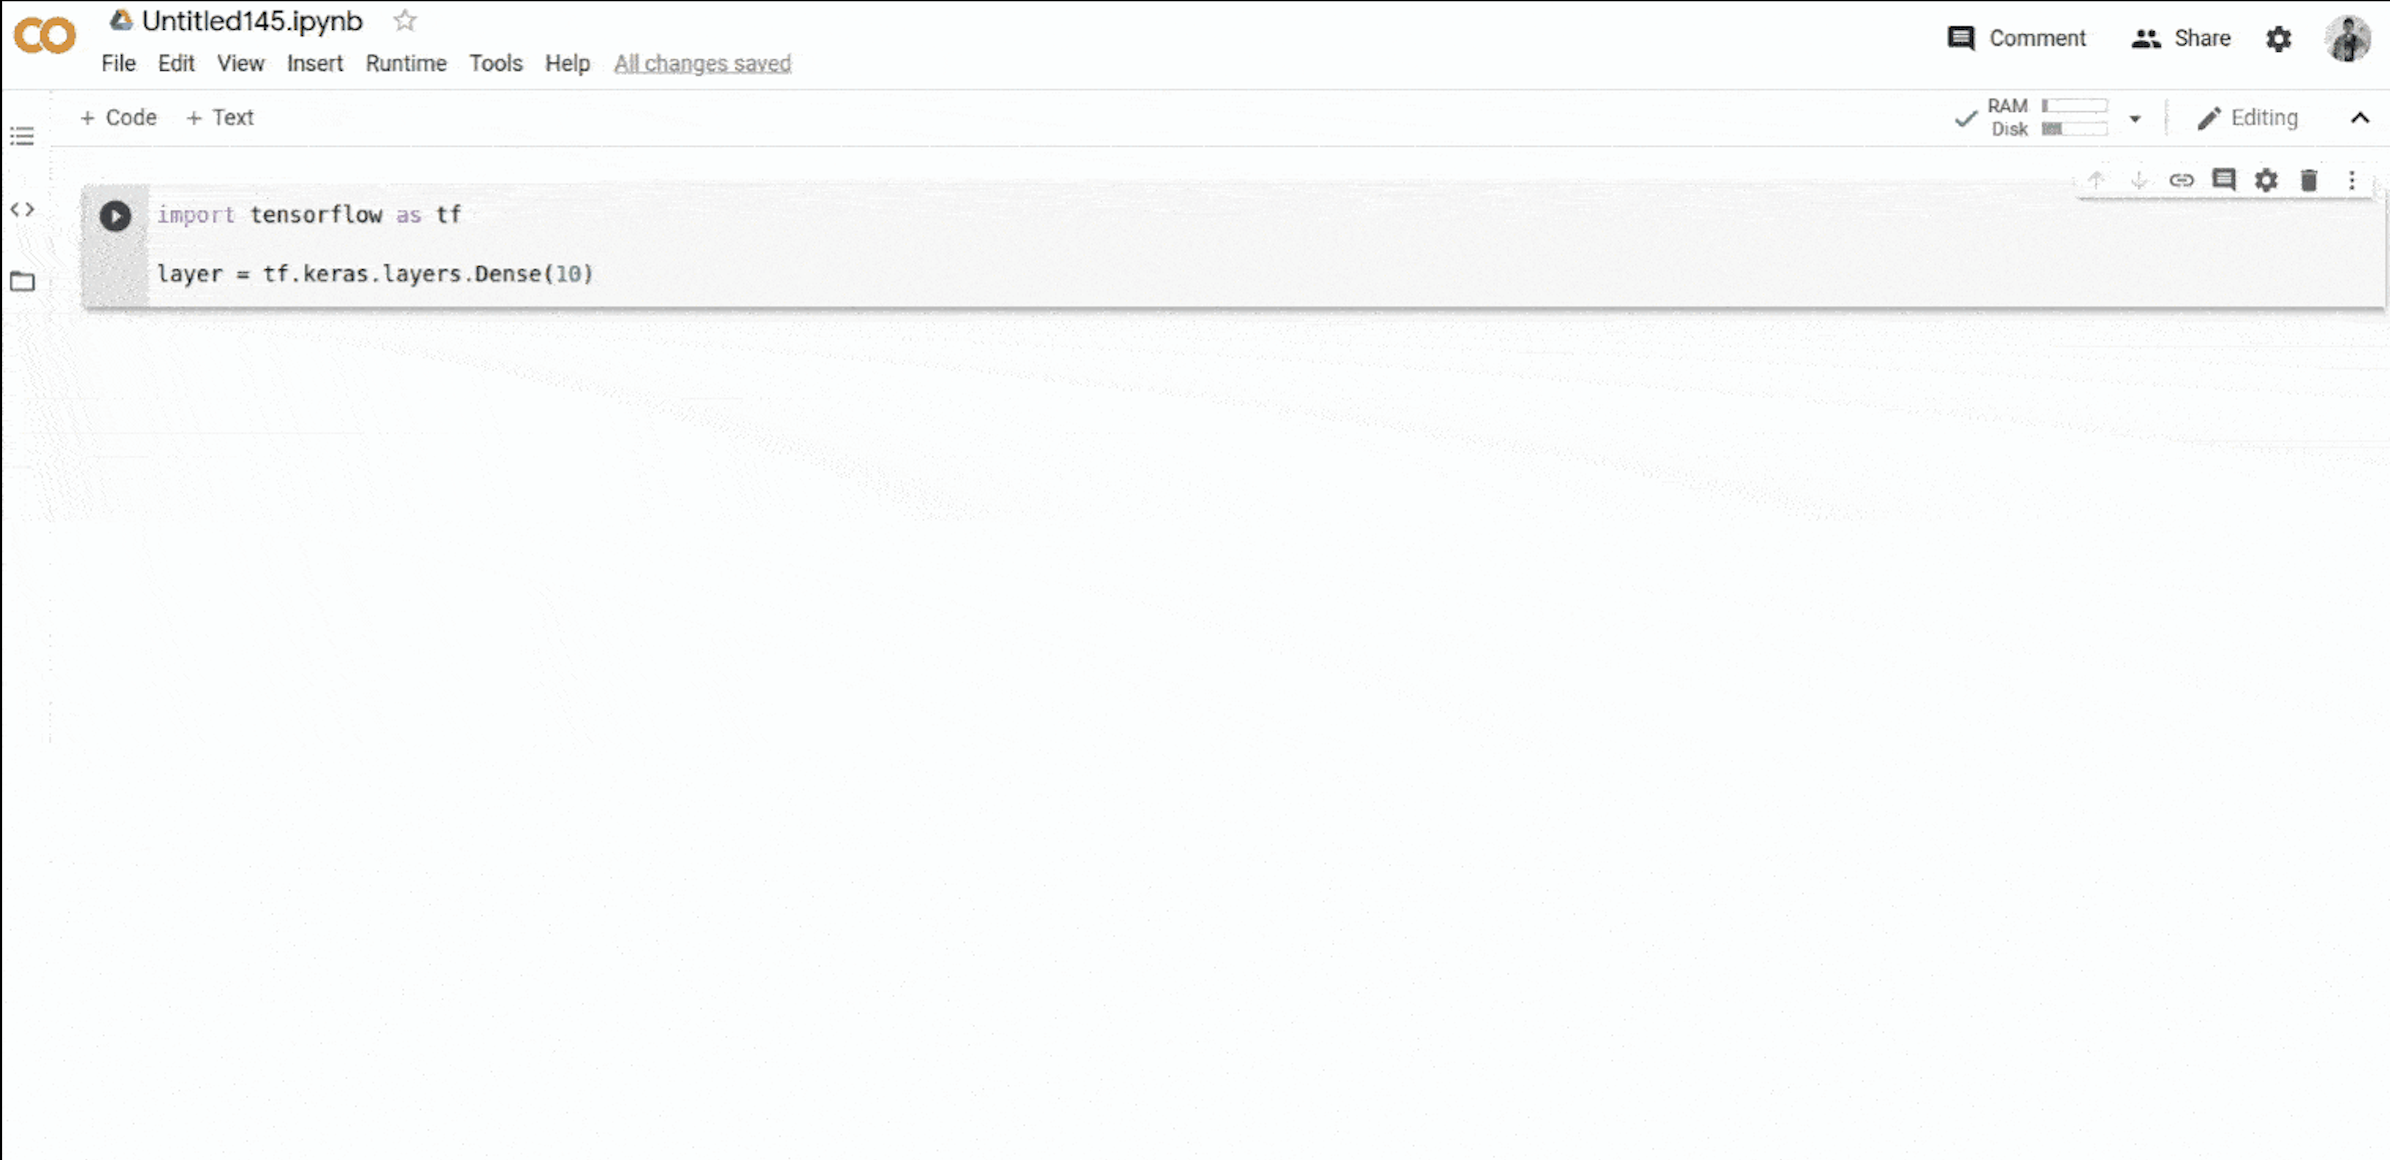 Untitled145.ipynb
Comment Share
File Edit View Insert Runtime Tools Help All changes saved
+ Code + Text
RAM
Disk
Editing
import tensorflow as tf
layer = tf.keras.layers.Dense(10)